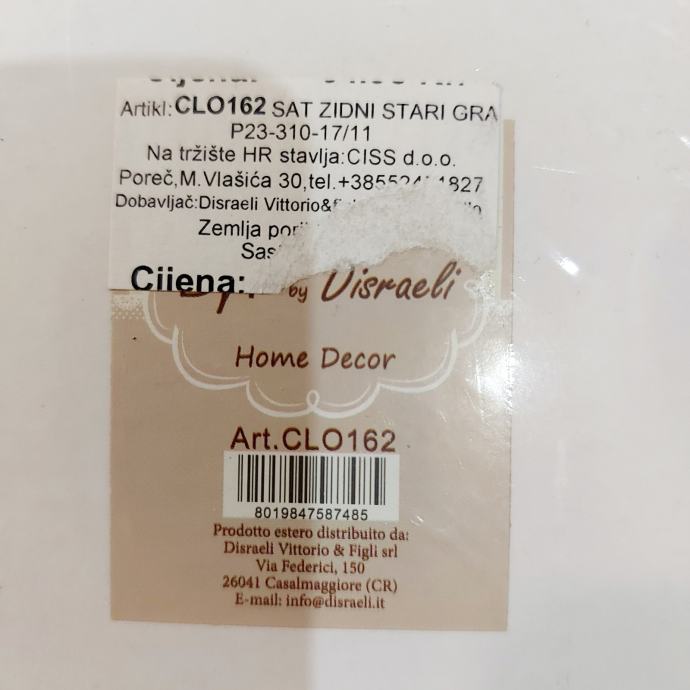 Artikl:CLO162 SAT ZIDNI STARI GRA
P23-310-17/11
Na tržište HR stavlja:CISS d.o.o.
Poreč,M.Vlašića 30,tel.+385524 1827
Dobavljač:Disraeli Vittorio&
Zemlja
Cijena:
by Disraeli
Home Decor
Art.CLO162
8019847587485
Prodotto estero distribuito da:
Disraeli Vittorio & Figli srl
Via Federici, 150
26041 Casalmaggiore (CR)
E-mail: info@disraeli.it